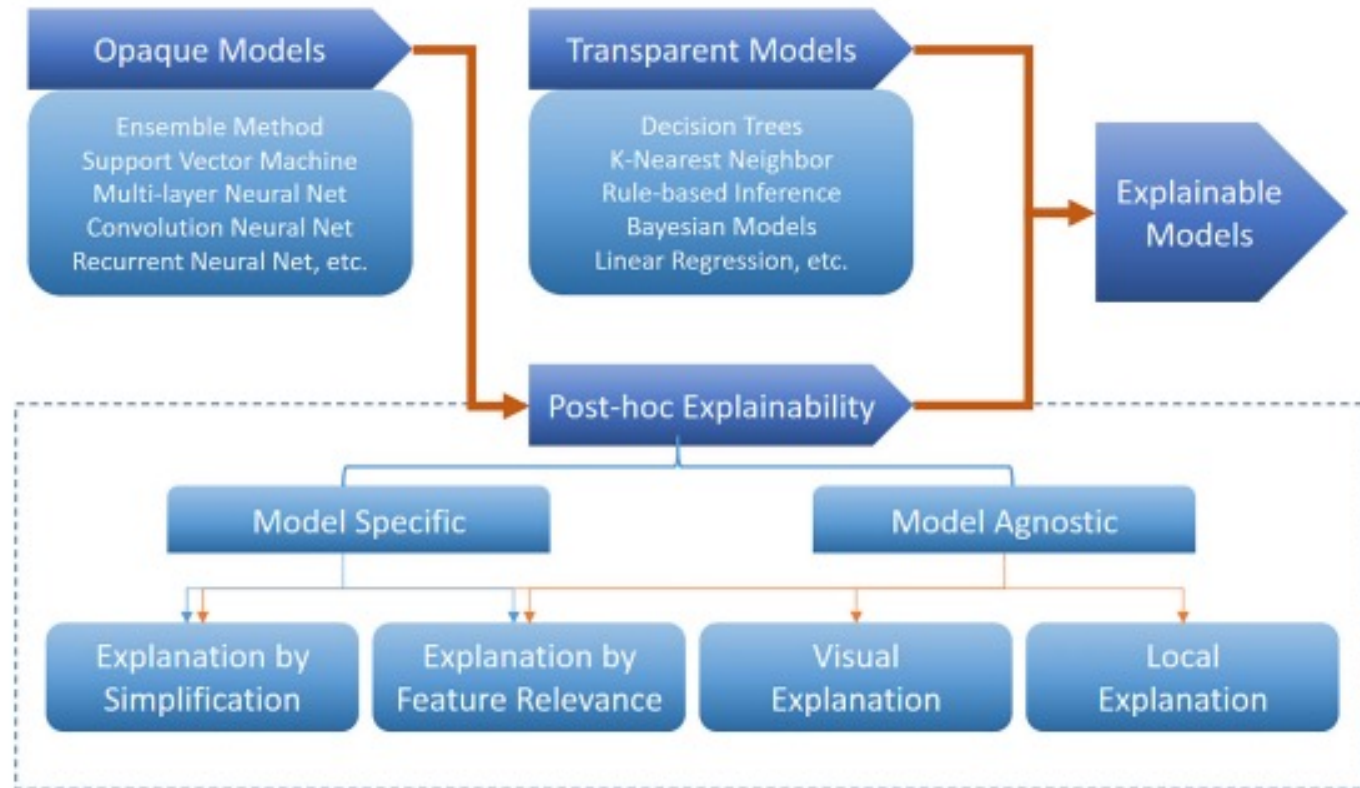 Opaque Models
Ensemble Method
Support Vector Machine
Multi-layer Neural Net
Convolution Neural Net
Recurrent Neural Net, etc.
Transparent Models
Decision Trees
K-Nearest Neighbor
Rule-based Inference
Bayesian Models
Linear Regression, etc.
Explainable
Models
Post-hoc Explainability
Model Specific
Model Agnostic
Explanation by
Simplification
Explanation by
Feature Relevance
Visual
Explanation
Local
Explanation